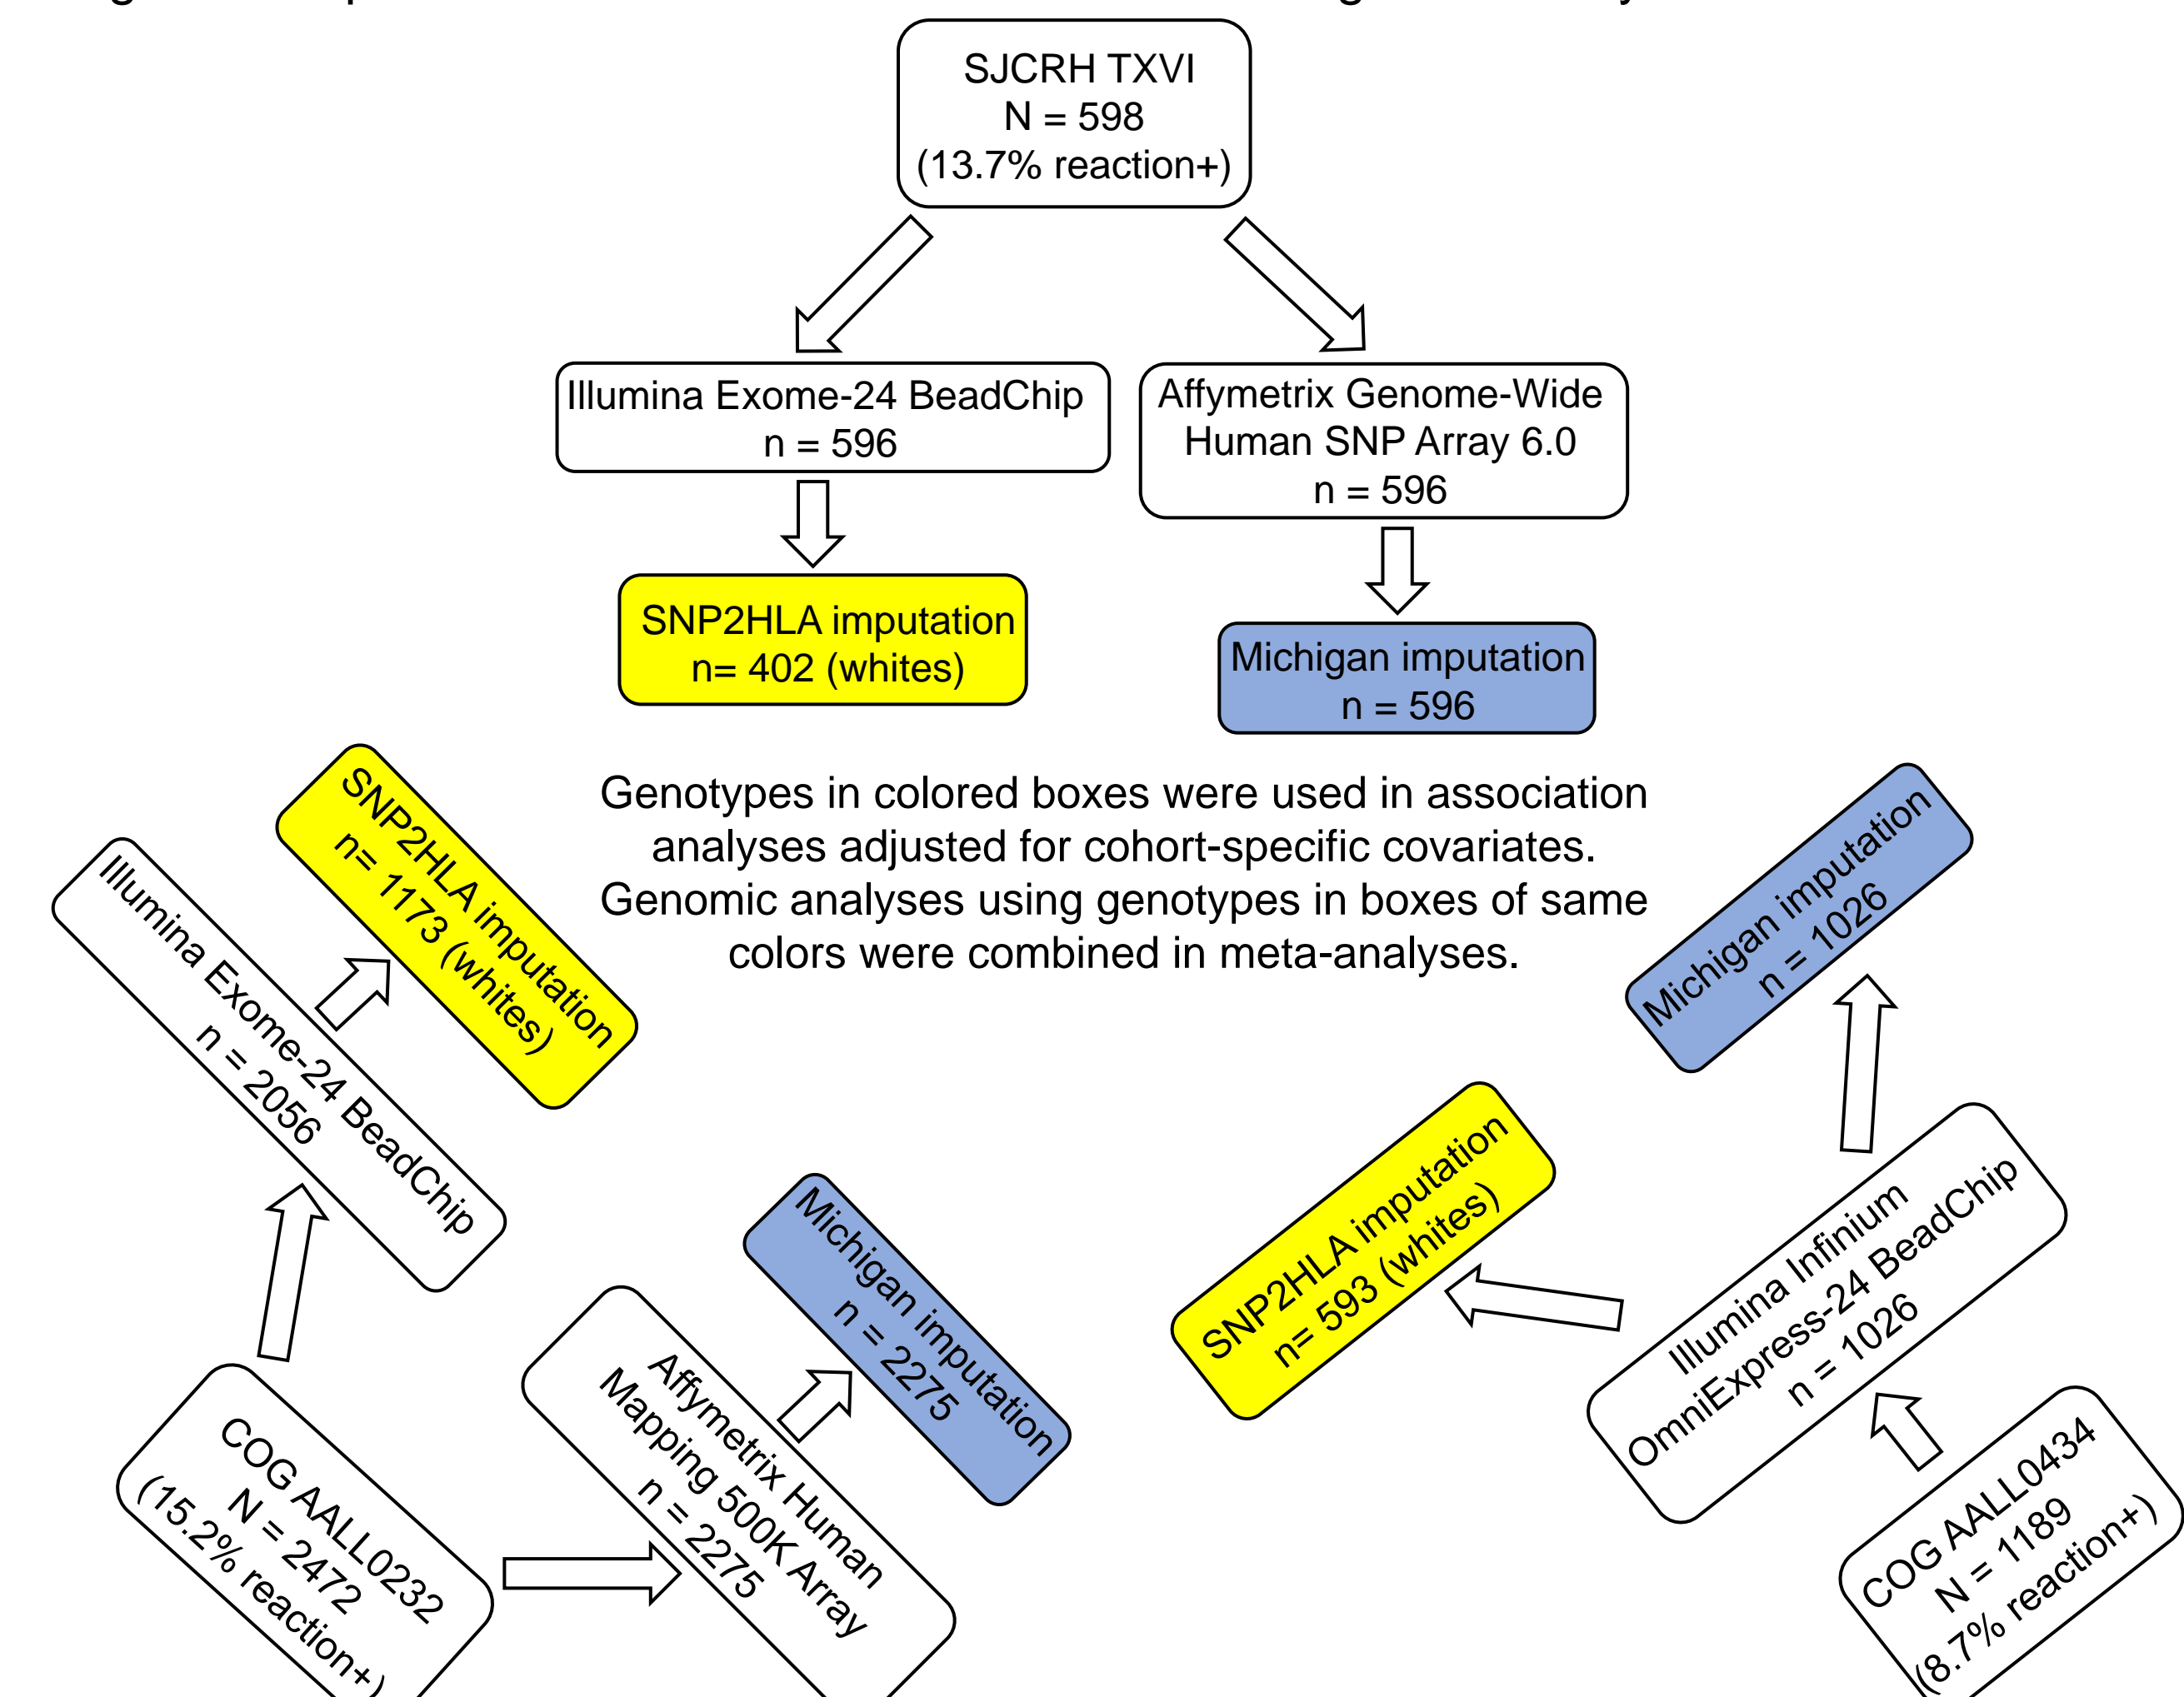 SJCRH TXVI
N = 598
(13.7% reaction+)
Illumina Exome-24 BeadChip
n = 596
Affymetrix Genome-Wide
Human SNP Array 6.0
n = 596
SNP2HLA imputation
n= 402 (whites)
Michigan imputation
n = 596
Genotypes in colored boxes were used in association
analyses adjusted for cohort-specific covariates.
Genomic analyses using genotypes in boxes of same
colors were combined in meta-analyses.
SNP2HLA imputation
n= 1173 (whites)
Illumina Exome-24 BeadChip
n = 2056
Michigan imputation
n = 2275
Affymetrix Human
Mapping 500K Array
n = 2275
COG AALL0232
N = 2472
(15.2% reaction+)
Michigan imputation
n = 1026
SNP2HLA imputation
n= 593 (whites)
Illumina Infinium
OmniExpress-24 BeadChip
n = 1026
COG AALL0434
N = 1189
(8.7% reaction+)